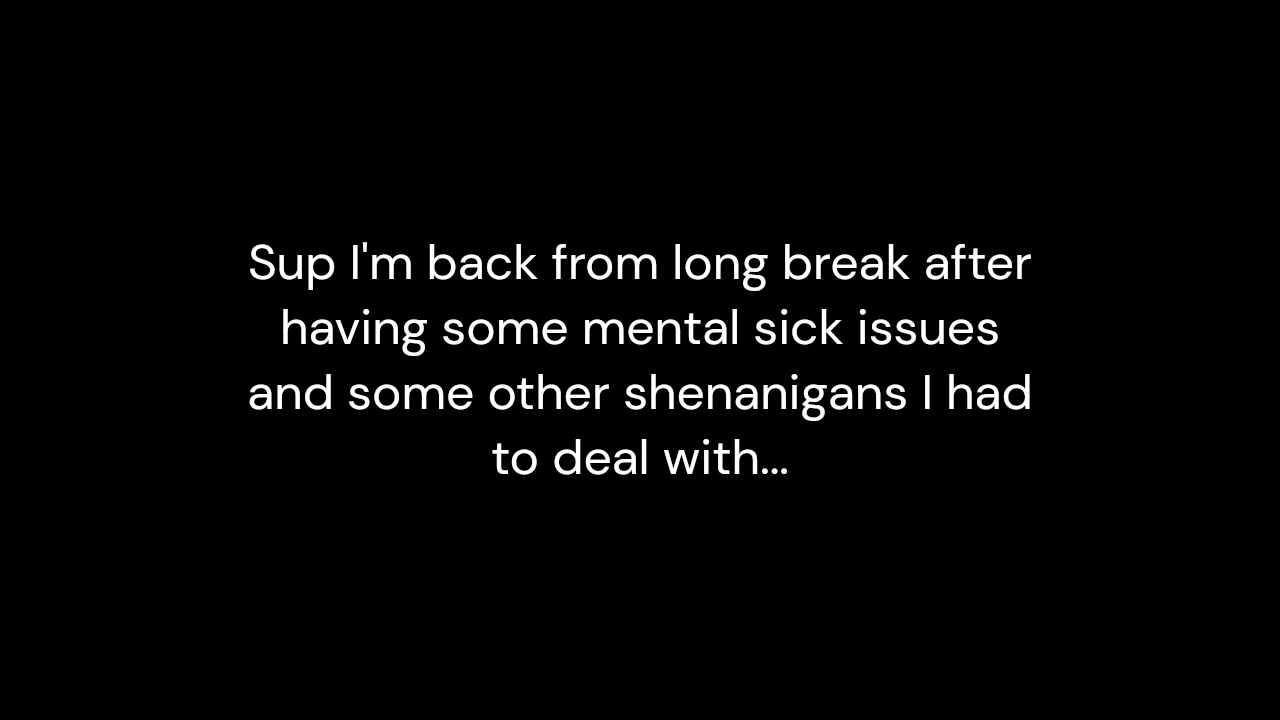 Sup I'm back from long break after
having some mental sick issues
and some other shenanigans I had
to deal with...